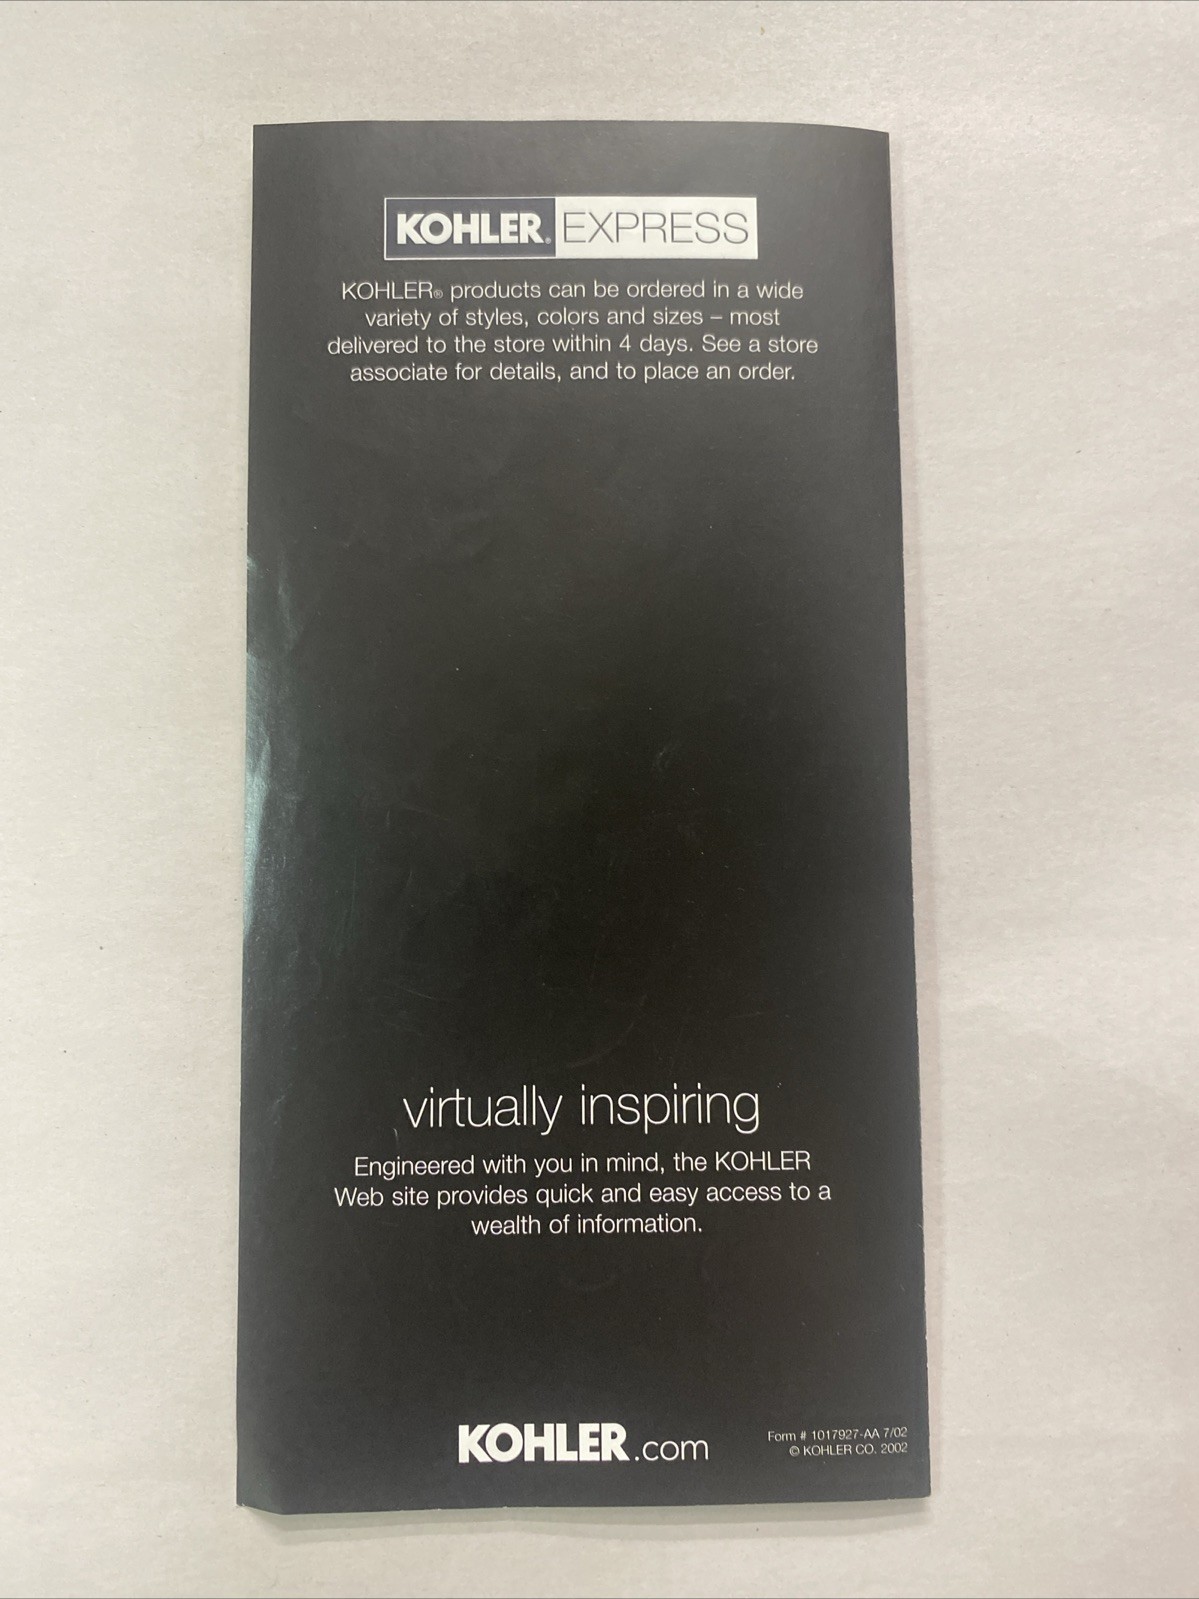 KOHLER® EXPRESS
KOHLER® products can be ordered in a wide
variety of styles, colors and sizes – most
delivered to the store within 4 days. See a store
associate for details, and to place an order.
virtually inspiring
Engineered with you in mind, the KOHLER
Web site provides quick and easy access to a
wealth of information.
KOHLER.com
Form # 1017927-AA 7/02
© KOHLER CO. 2002